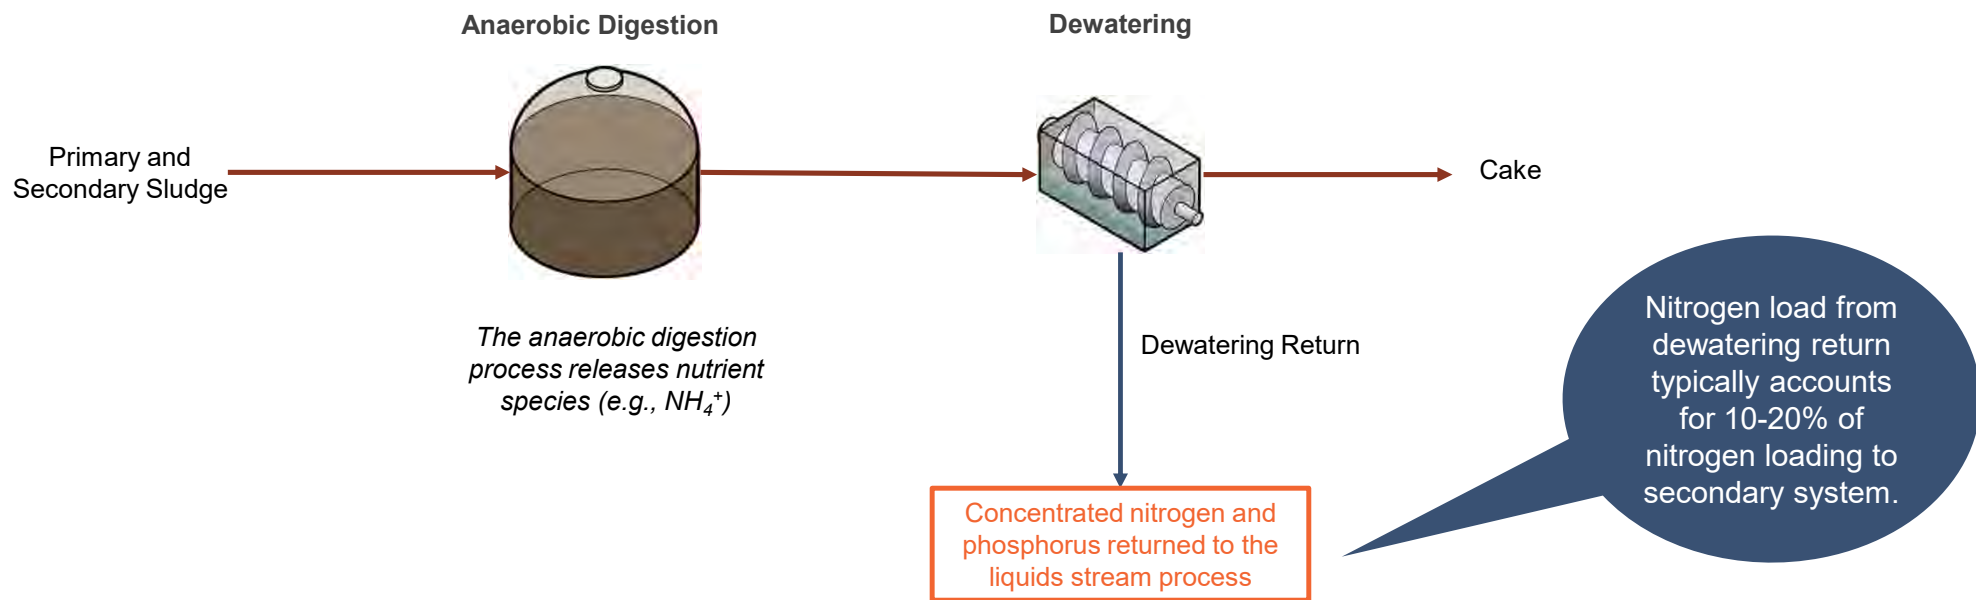 Anaerobic Digestion
Dewatering
Primary and
Secondary Sludge
Cake
The anaerobic digestion
process releases nutrient
species (e.g., NH₄⁺)
Dewatering Return
Concentrated nitrogen and
phosphorus returned to the
liquids stream process
Nitrogen load from
dewatering return
typically accounts
for 10-20% of
nitrogen loading to
secondary system.